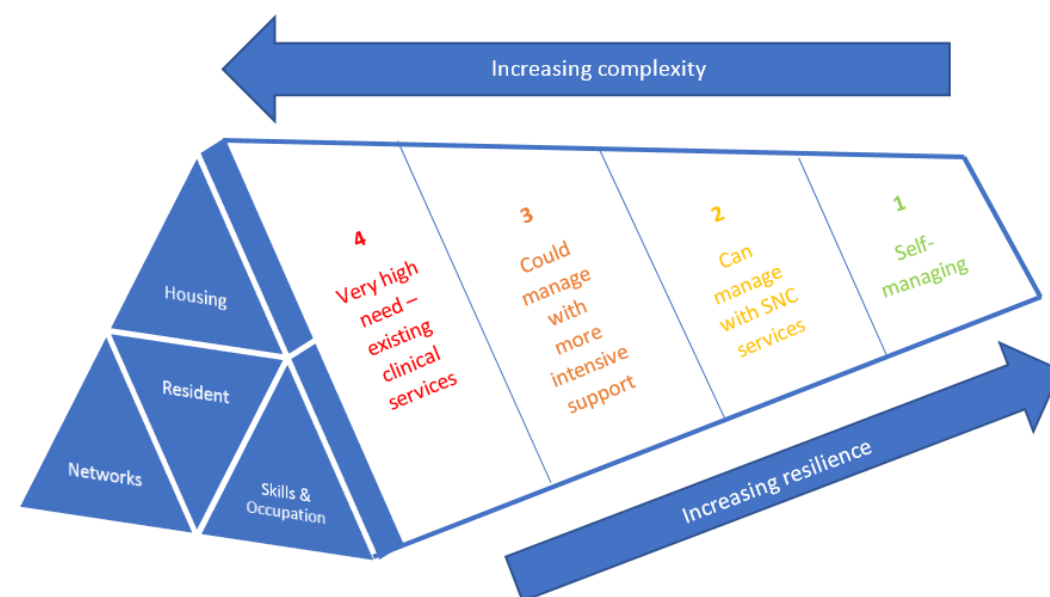 Increasing complexity
4
Very high
need –
existing
clinical
services
3
Could
manage
with
more
intensive
support
2
Can
manage
with SNC
services
1
Self-
managing
Housing
Resident
Networks
Skills &
Occupation
Increasing resilience